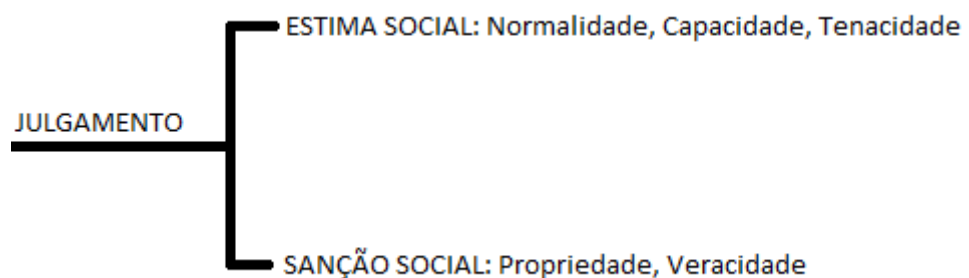 ESTIMA SOCIAL: Normalidade, Capacidade, Tenacidade
JULGAMENTO
SANÇÃO SOCIAL: Propriedade, Veracidade